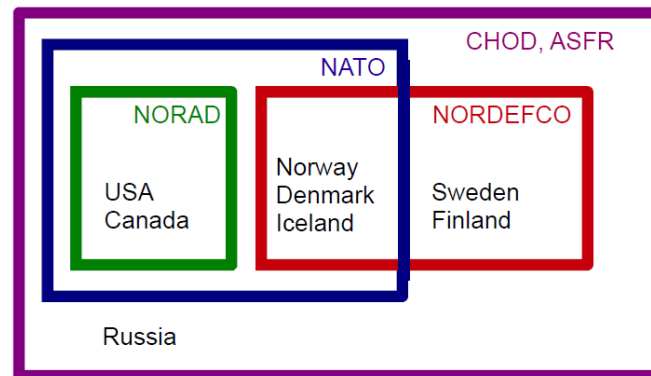 CHOD, ASFR
NATO
NORAD
NORDEFCO
USA
Canada
Norway
Denmark
Iceland
Sweden
Finland
Russia